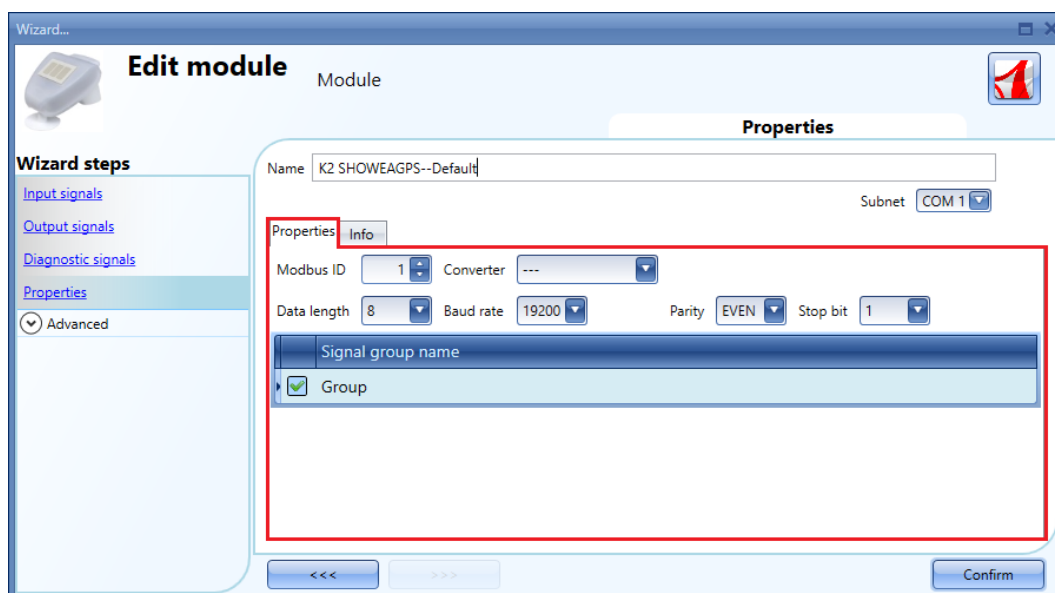 Wizard...
Edit module
Module
Properties
Wizard steps
Input signals
Output signals
Diagnostic signals
Properties
Advanced
Name K2 SHOWEAGPS--Default
Subnet COM 1
Properties Info
Modbus ID 1 Converter ---
Data length 8 Baud rate 19200 Parity EVEN Stop bit 1
Signal group name
Group
<<< >>> Confirm